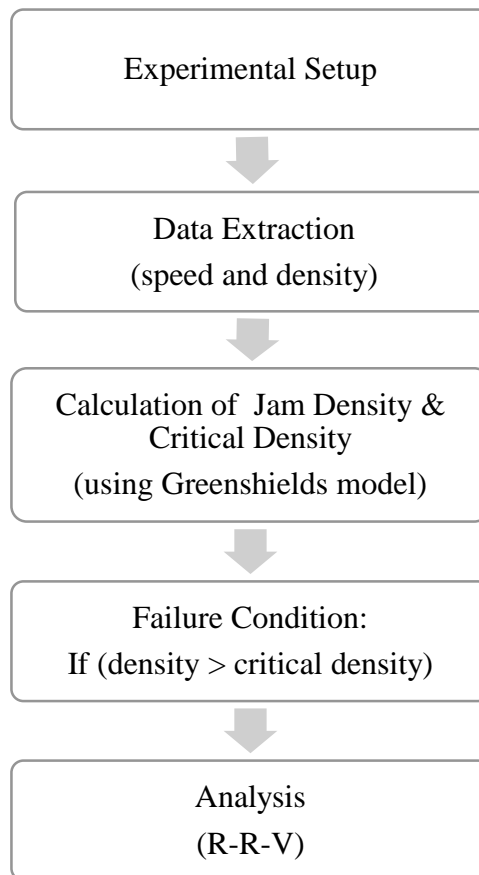 Experimental Setup
Data Extraction
(speed and density)
Calculation of Jam Density &
Critical Density
(using Greenshields model)
Failure Condition:
If (density > critical density)
Analysis
(R-R-V)